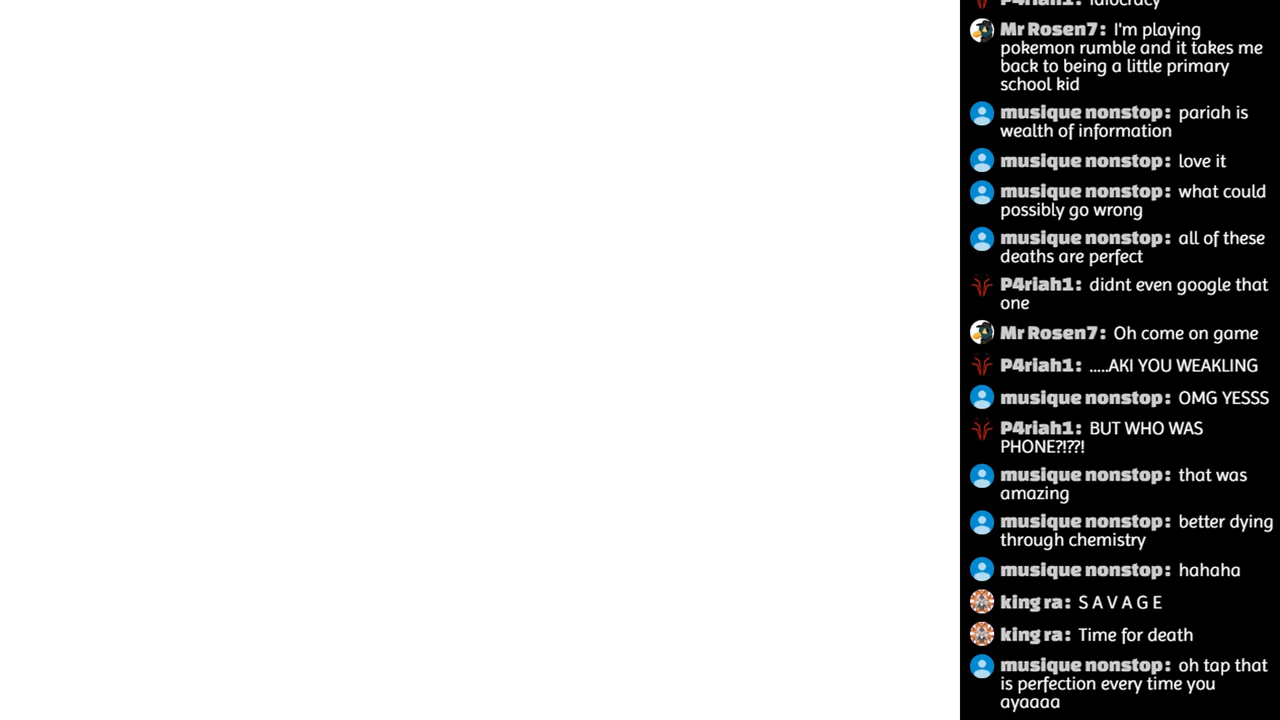 P4riah1: idiocracy
Mr Rosen7: I'm playing
pokemon rumble and it takes me
back to being a little primary
school kid
musique nonstop: pariah is
wealth of information
musique nonstop: love it
musique nonstop: what could
possibly go wrong
musique nonstop: all of these
deaths are perfect
P4riah1: didnt even google that
one
Mr Rosen7: Oh come on game
P4riah1: .....AKI YOU WEAKLING
musique nonstop: OMG YESSS
P4riah1: BUT WHO WAS
PHONE?!??!
musique nonstop: that was
amazing
musique nonstop: better dying
through chemistry
musique nonstop: hahaha
king ra: S A V A G E
king ra: Time for death
musique nonstop: oh tap that
is perfection every time you
ayaaaa